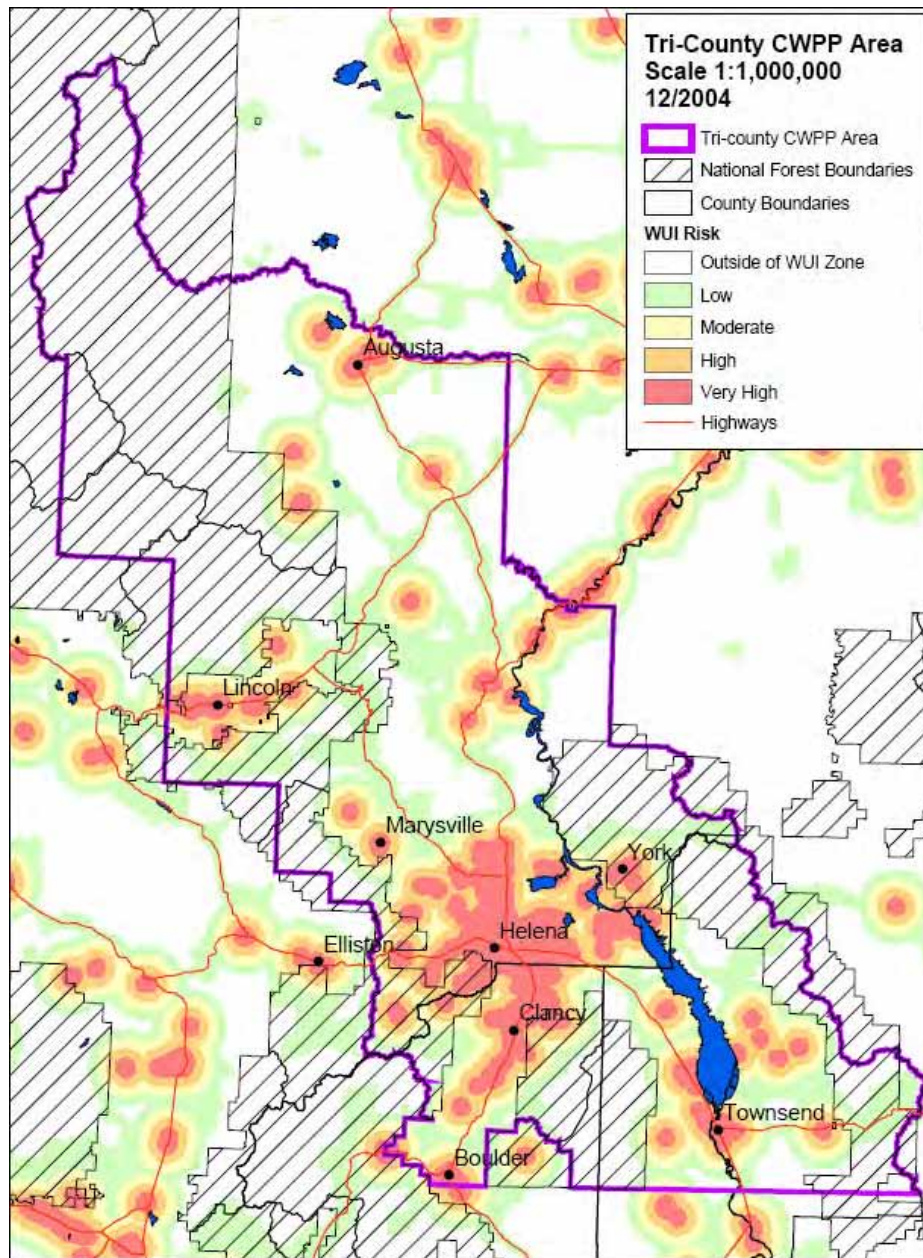 Tri-County CWPP Area
Scale 1:1,000,000
12/2004
Tri-county CWPP Area
National Forest Boundaries
County Boundaries
WUI Risk
Outside of WUI Zone
Low
Moderate
High
Very High
Highways
Augusta
Lincoln
Marysville
York
Helena
Elliston
Clancy
Townsend
Boulder